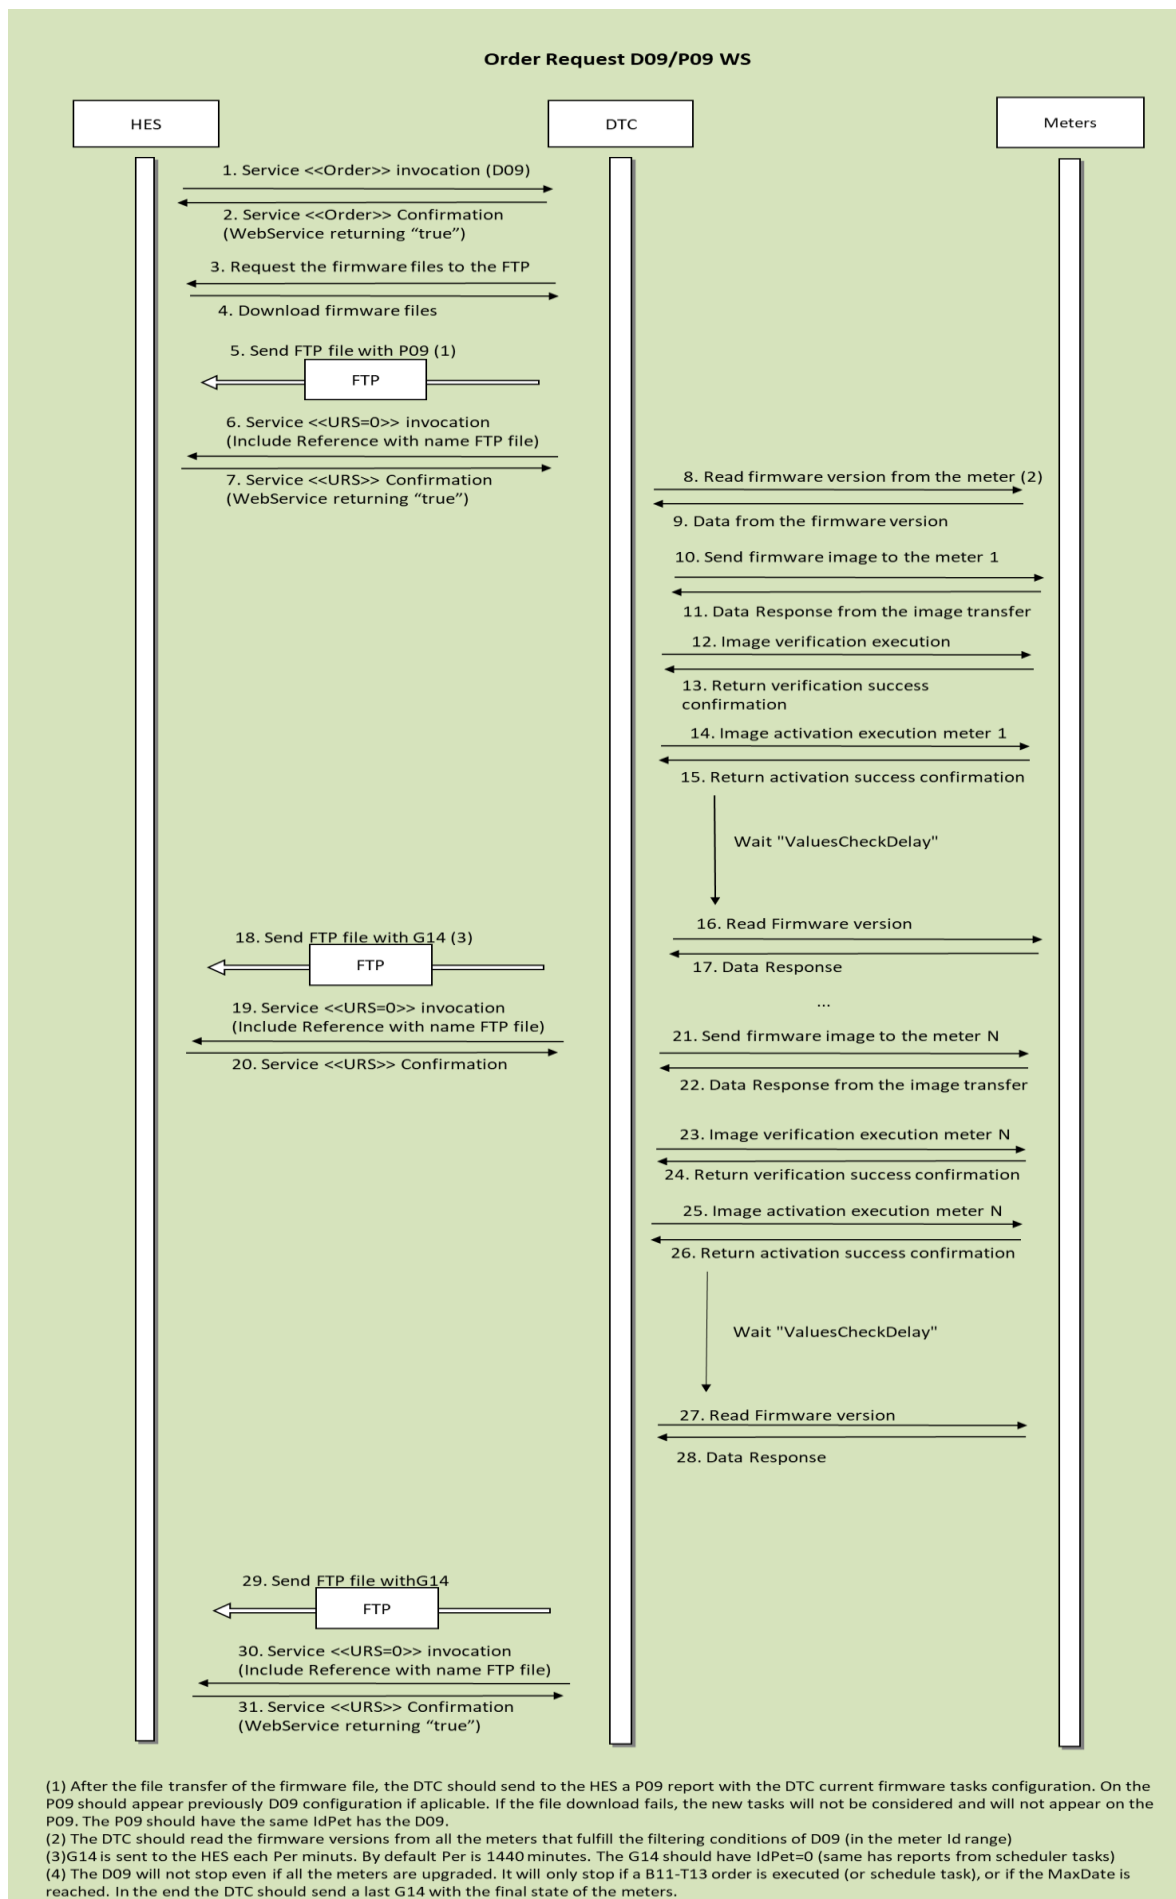 Order Request D09/P09 WS
HES
DTC
Meters
1. Service <<Order>> invocation (D09)
2. Service <<Order>> Confirmation
(WebService returning “true”)
3. Request the firmware files to the FTP
4. Download firmware files
5. Send FTP file with P09 (1)
FTP
6. Service <<URS=0>> invocation
(Include Reference with name FTP file)
7. Service <<URS>> Confirmation
(WebService returning “true”)
8. Read firmware version from the meter (2)
9. Data from the firmware version
10. Send firmware image to the meter 1
11. Data Response from the image transfer
12. Image verification execution
13. Return verification success
confirmation
14. Image activation execution meter 1
15. Return activation success confirmation
Wait "ValuesCheckDelay"
16. Read Firmware version
17. Data Response
18. Send FTP file with G14 (3)
FTP
19. Service <<URS=0>> invocation
(Include Reference with name FTP file)
20. Service <<URS>> Confirmation
...
21. Send firmware image to the meter N
22. Data Response from the image transfer
23. Image verification execution meter N
24. Return verification success confirmation
25. Image activation execution meter N
26. Return activation success confirmation
Wait "ValuesCheckDelay"
27. Read Firmware version
28. Data Response
29. Send FTP file withG14
FTP
30. Service <<URS=0>> invocation
(Include Reference with name FTP file)
31. Service <<URS>> Confirmation
(WebService returning “true”)
(1) After the file transfer of the firmware file, the DTC should send to the HES a P09 report with the DTC current firmware tasks configuration. On the
P09 should appear previously D09 configuration if aplicable. If the file download fails, the new tasks will not be considered and will not appear on the
P09. The P09 should have the same IdPet has the D09.
(2) The DTC should read the firmware versions from all the meters that fulfill the filtering conditions of D09 (in the meter Id range)
(3)G14 is sent to the HES each Per minuts. By default Per is 1440 minutes. The G14 should have IdPet=0 (same has reports from scheduler tasks)
(4) The D09 will not stop even if all the meters are upgraded. It will only stop if a B11-T13 order is executed (or schedule task), or if the MaxDate is
reached. In the end the DTC should send a last G14 with the final state of the meters.